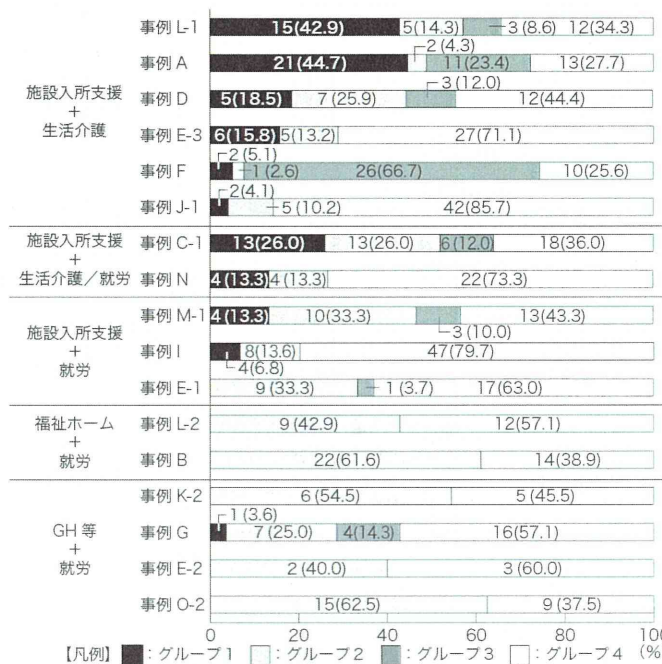 事例 L-1 15(42.9) 5(14.3) 3(8.6) 12(34.3)
2(4.3)
事例 A 21(44.7) 11(23.4) 13(27.7)
3(12.0)
施設入所支援
+
生活介護
事例 D 5(18.5) 7(25.9) 12(44.4)
事例 E-3 6(15.8) 5(13.2) 27(71.1)
2(5.1)
事例 F 1(2.6) 26(66.7) 10(25.6)
2(4.1)
事例 J-1 5(10.2) 42(85.7)
施設入所支援
+
生活介護／就労
事例 C-1 13(26.0) 13(26.0) 6(12.0) 18(36.0)
事例 N 4(13.3) 4(13.3) 22(73.3)
施設入所支援
+
就労
事例 M-1 4(13.3) 10(33.3) 13(43.3)
3(10.0)
事例 I 8(13.6) 47(79.7)
4(6.8)
事例 E-1 9(33.3) 1(3.7) 17(63.0)
福祉ホーム
+
就労
事例 L-2 9(42.9) 12(57.1)
事例 B 22(61.6) 14(38.9)
GH 等
+
就労
事例 K-2 6(54.5) 5(45.5)
1(3.6)
事例 G 7(25.0) 4(14.3) 16(57.1)
事例 E-2 2(40.0) 3(60.0)
事例 O-2 15(62.5) 9(37.5)
0 20 40 60 80 100
【凡例】 ：グループ1 ：グループ2 ：グループ3 ：グループ4 (%